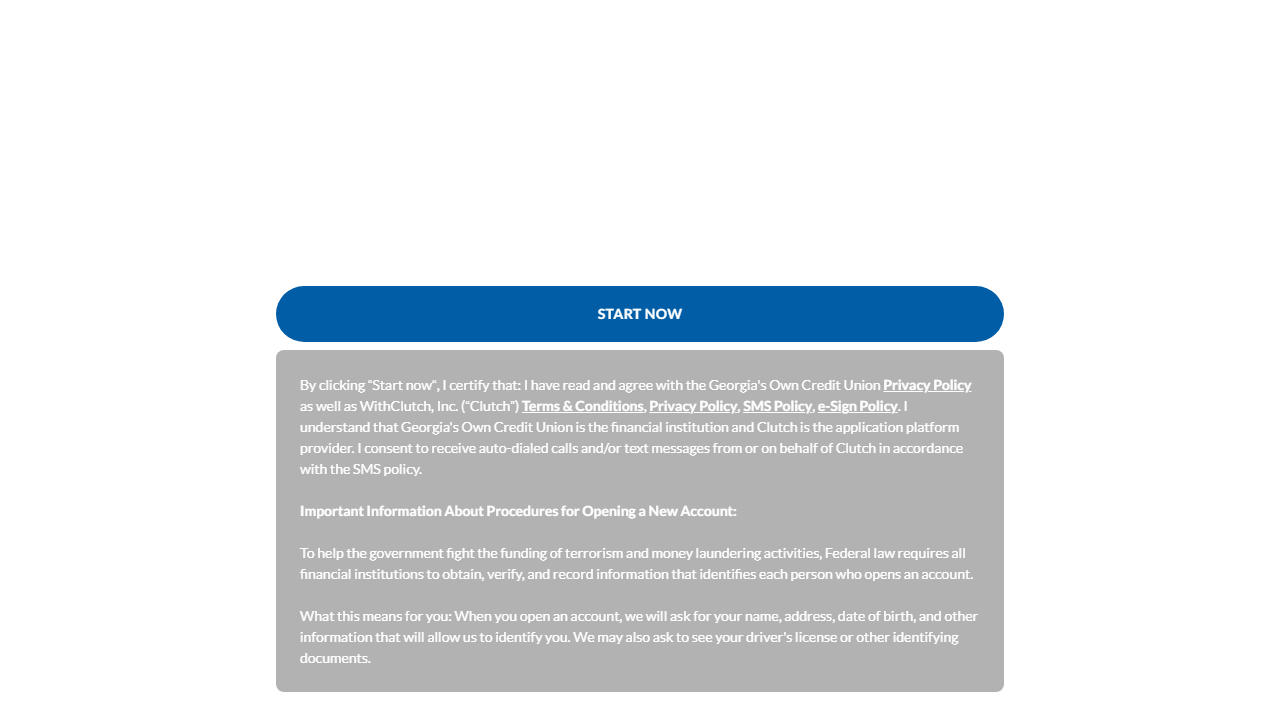 START NOW
By clicking "Start now", I certify that: I have read and agree with the Georgia's Own Credit Union Privacy Policy
as well as WithClutch, Inc. ("Clutch") Terms & Conditions, Privacy Policy, SMS Policy, e-Sign Policy. I
understand that Georgia's Own Credit Union is the financial institution and Clutch is the application platform
provider. I consent to receive auto-dialed calls and/or text messages from or on behalf of Clutch in accordance
with the SMS policy.
Important Information About Procedures for Opening a New Account:
To help the government fight the funding of terrorism and money laundering activities, Federal law requires all
financial institutions to obtain, verify, and record information that identifies each person who opens an account.
What this means for you: When you open an account, we will ask for your name, address, date of birth, and other
information that will allow us to identify you. We may also ask to see your driver's license or other identifying
documents.